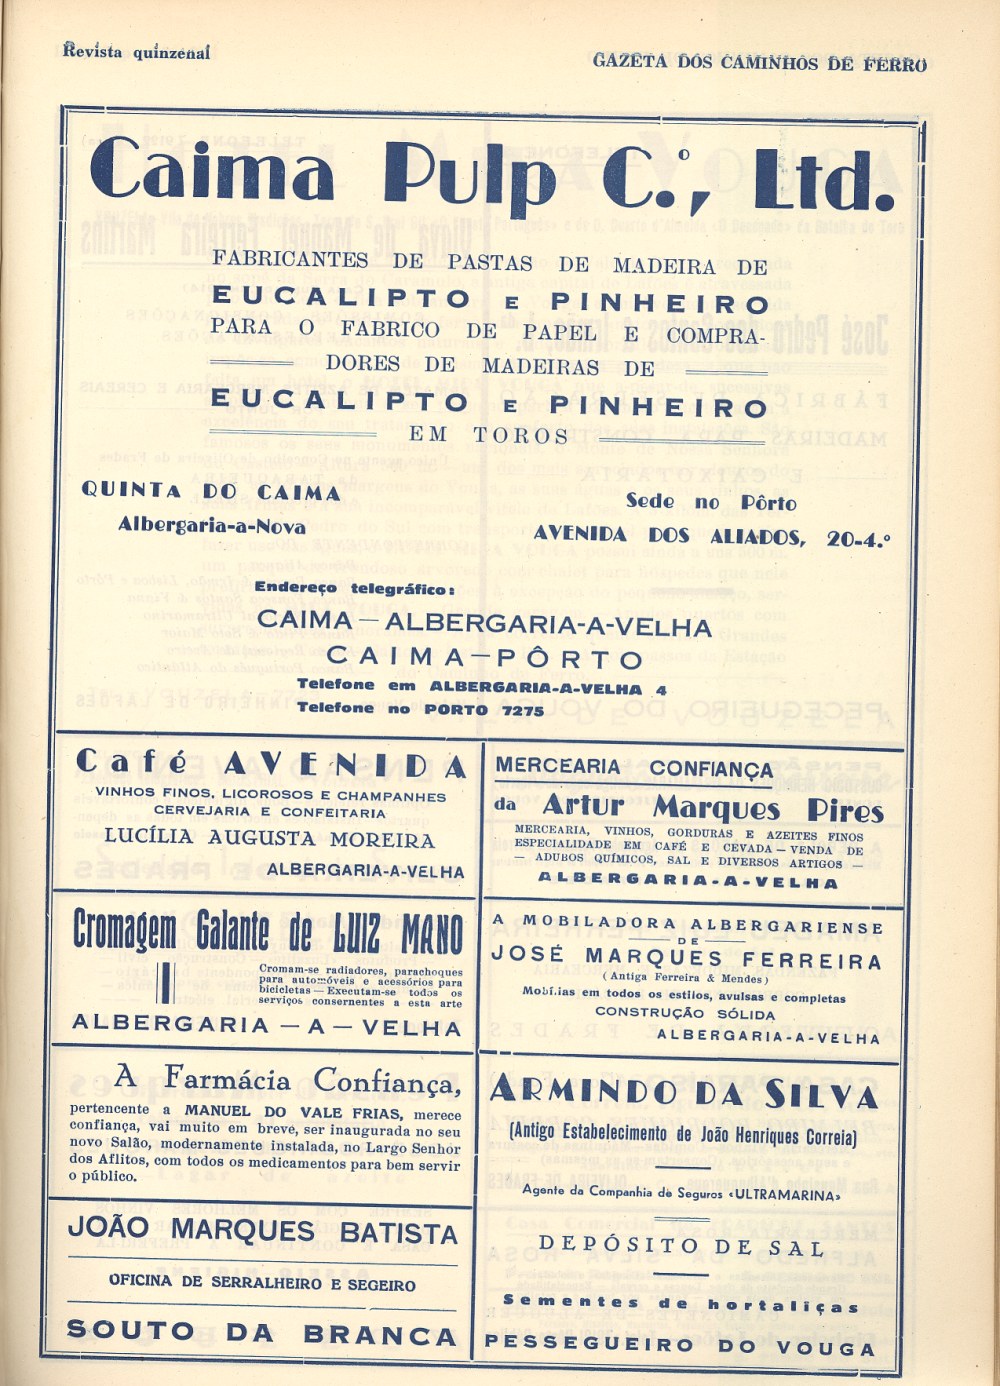 Revista quinzenal
GAZETA DOS CAMINHOS DE FERRO
Caima Pulp C.º, Ltd.
FABRICANTES DE PASTAS DE MADEIRA DE
EUCALIPTO E PINHEIRO
PARA O FABRICO DE PAPEL E COMPRA-
DORES DE MADEIRAS DE
EUCALIPTO E PINHEIRO
EM TOROS
QUINTA DO CAIMA
Albergaria-a-Nova
Sede no Pôrto
AVENIDA DOS ALIADOS, 20-4.º
Endereço telegráfico:
CAIMA — ALBERGARIA-A-VELHA
CAIMA — PÔRTO
Telefone em ALBERGARIA-A-VELHA 4
Telefone no PORTO 7275
Café AVENIDA
VINHOS FINOS, LICOROSOS E CHAMPANHES
CERVEJARIA E CONFEITARIA
LUCÍLIA AUGUSTA MOREIRA
ALBERGARIA-A-VELHA
MERCEARIA CONFIANÇA
da Artur Marques Pires
MERCEARIA, VINHOS, GORDURAS E AZEITES FINOS
ESPECIALIDADE EM CAFÉ E CEVADA — VENDA DE
— ADUBOS QUÍMICOS, SAL E DIVERSOS ARTIGOS —
ALBERGARIA-A-VELHA
Cromagem Galante de LUIZ MANO
Cromam-se radiadores, parachoques
para automóveis e acessórios para
bicicletas — Executam-se todos os
serviços consernentes a esta arte
ALBERGARIA — A — VELHA
A MOBILADORA ALBERGARIENSE
— DE —
JOSÉ MARQUES FERREIRA
(Antiga Ferreira & Mendes)
Mobílias em todos os estilos, avulsas e completas
CONSTRUÇÃO SÓLIDA
ALBERGARIA-A-VELHA
A Farmácia Confiança,
pertencente a MANUEL DO VALE FRIAS, merece
confiança, vai muito em breve, ser inaugurada no seu
novo Salão, modernamente instalada, no Largo Senhor
dos Aflitos, com todos os medicamentos para bem servir
o público.
ARMINDO DA SILVA
(Antigo Estabelecimento de João Henriques Correia)
Agente da Companhia de Seguros «ULTRAMARINA»
DEPÓSITO DE SAL
Sementes de hortaliças
PESSEGUEIRO DO VOUGA
JOÃO MARQUES BATISTA
OFICINA DE SERRALHEIRO E SEGEIRO
SOUTO DA BRANCA